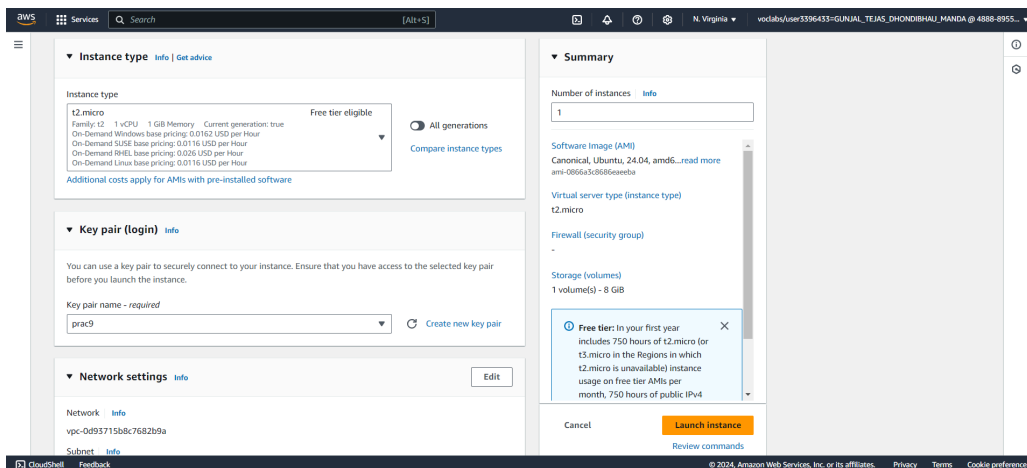 aws
Services
Search
[Alt+S]
N. Virginia
voclabs/user3396433=GUNJAL_TEJAS_DHONDIBHAU_MANDA @ 4888-8955...
Instance type Info | Get advice
Instance type
t2.micro Free tier eligible
Family: t2 1 vCPU 1 GiB Memory Current generation: true
On-Demand Windows base pricing: 0.0162 USD per Hour
On-Demand SUSE base pricing: 0.0116 USD per Hour
On-Demand RHEL base pricing: 0.026 USD per Hour
On-Demand Linux base pricing: 0.0116 USD per Hour
All generations
Compare instance types
Additional costs apply for AMIs with pre-installed software
Key pair (login) Info
You can use a key pair to securely connect to your instance. Ensure that you have access to the selected key pair
before you launch the instance.
Key pair name - required
prac9
Create new key pair
Network settings Info
Edit
Network Info
vpc-0d93715b8c7682b9a
Subnet Info
Summary
Number of instances Info
1
Software Image (AMI)
Canonical, Ubuntu, 24.04, amd6...read more
ami-0866a3c8686eaeeba
Virtual server type (instance type)
t2.micro
Firewall (security group)
-
Storage (volumes)
1 volume(s) - 8 GiB
Free tier: In your first year
includes 750 hours of t2.micro (or
t3.micro in the Regions in which
t2.micro is unavailable) instance
usage on free tier AMIs per
month, 750 hours of public IPv4
Cancel
Launch instance
Review commands
CloudShell Feedback
© 2024, Amazon Web Services, Inc. or its affiliates. Privacy Terms Cookie preference